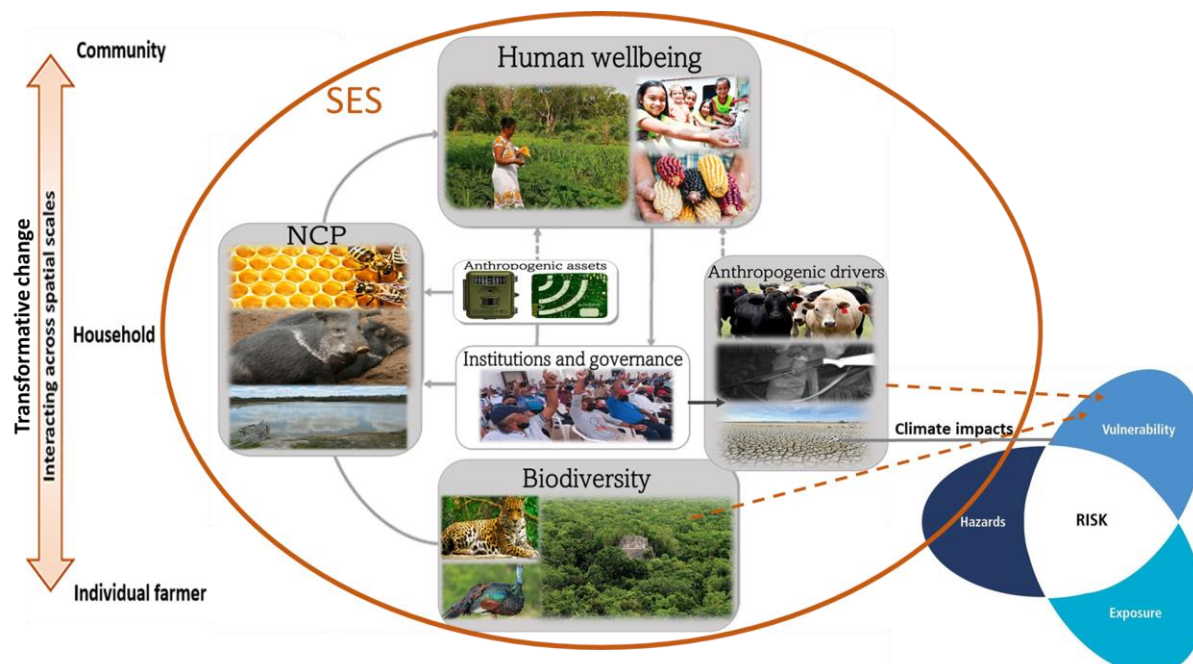 Community
Human wellbeing
SES
Transformative change
Interacting across spatial scales
NCP
Anthropogenic assets
Anthropogenic drivers
Household
Institutions and governance
Climate impacts
Vulnerability
Hazards
RISK
Biodiversity
Individual farmer
Exposure